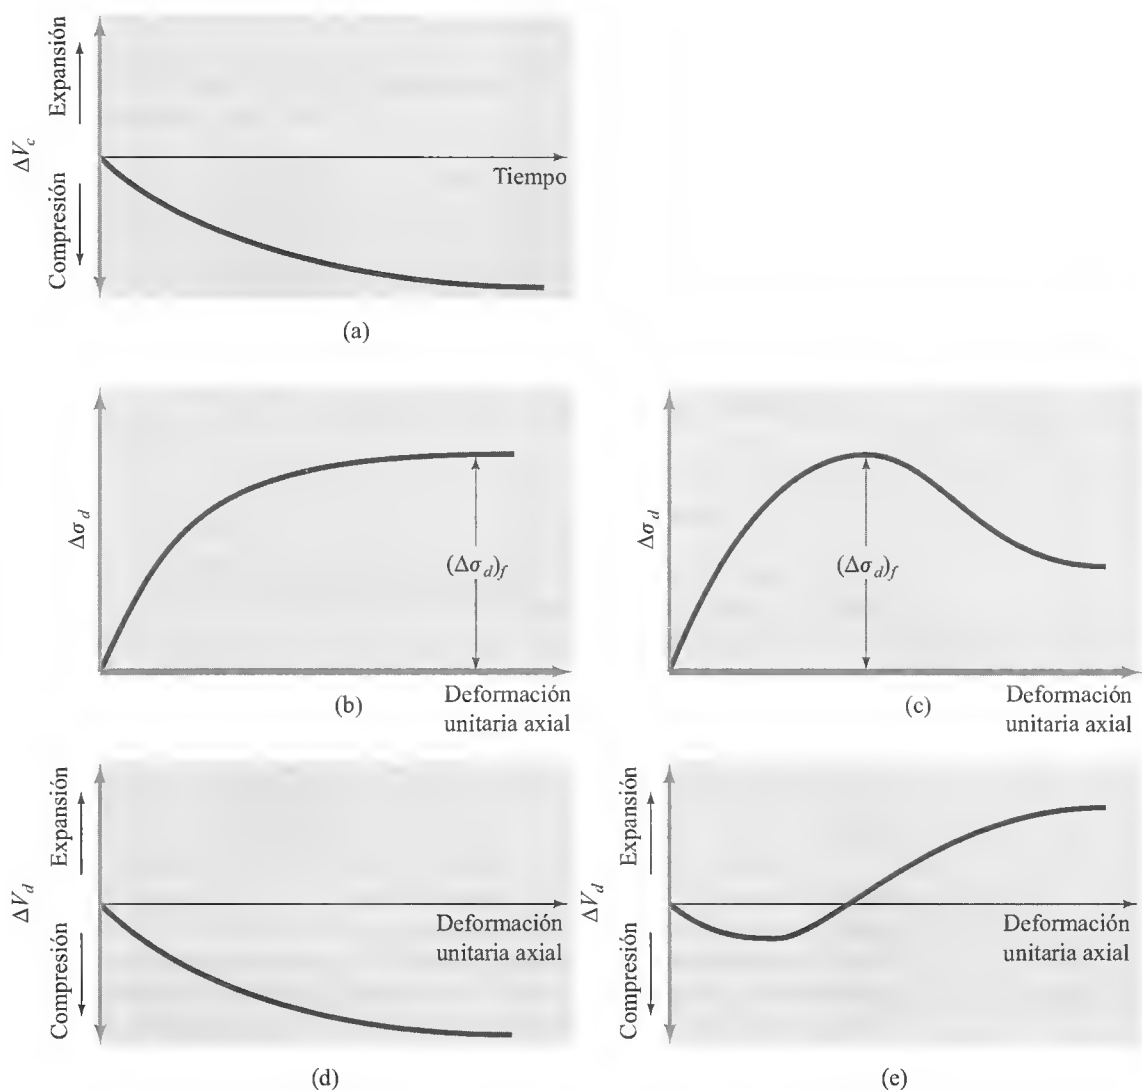 Expansión
ΔV_c
Compresión
Tiempo
(a)
Δσ_d
(Δσ_d)_f
Deformación
unitaria axial
(b)
Δσ_d
(Δσ_d)_f
Deformación
unitaria axial
(c)
Expansión
ΔV_d
Compresión
Deformación
unitaria axial
(d)
Expansión
ΔV_d
Compresión
Deformación
unitaria axial
(e)